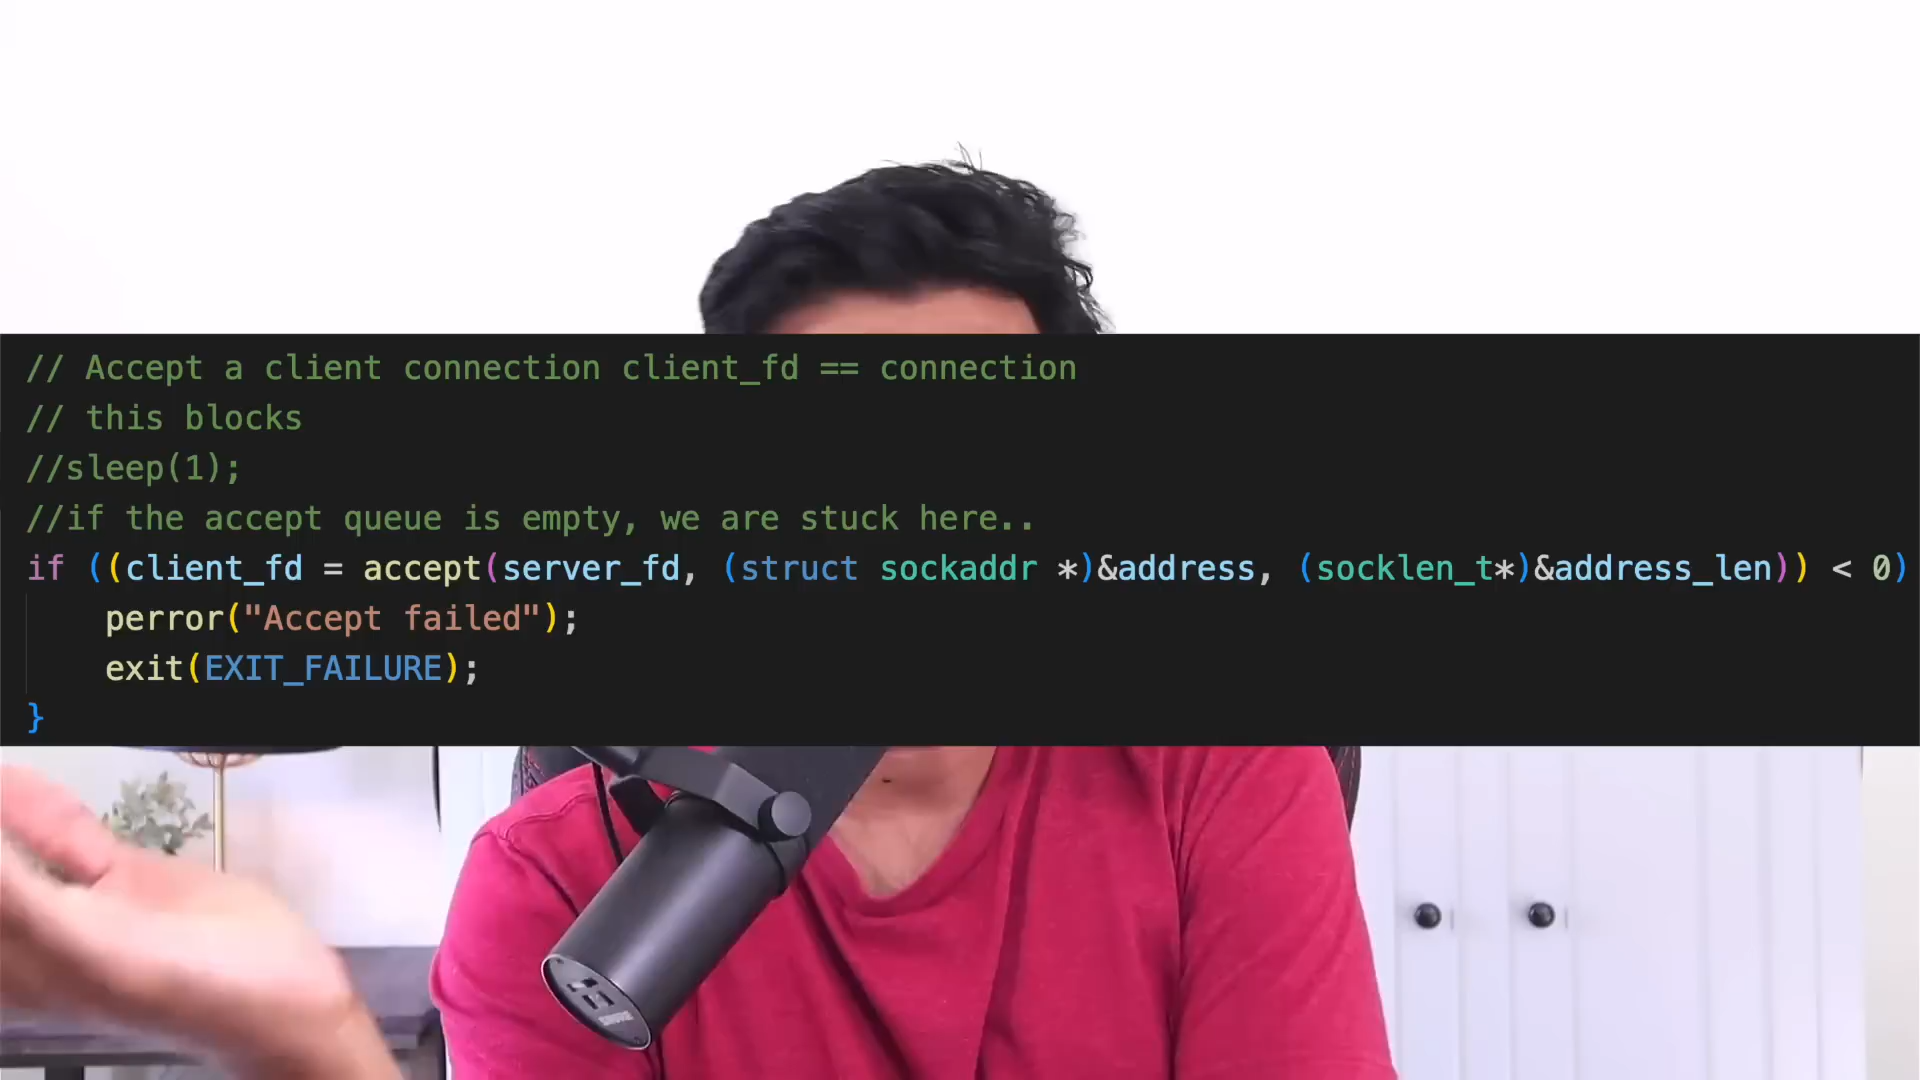 // Accept a client connection client_fd == connection
// this blocks
//sleep(1);
//if the accept queue is empty, we are stuck here..
if ((client_fd = accept(server_fd, (struct sockaddr *)&address, (socklen_t*)&address_len)) < 0)
    perror("Accept failed");
    exit(EXIT_FAILURE);
}